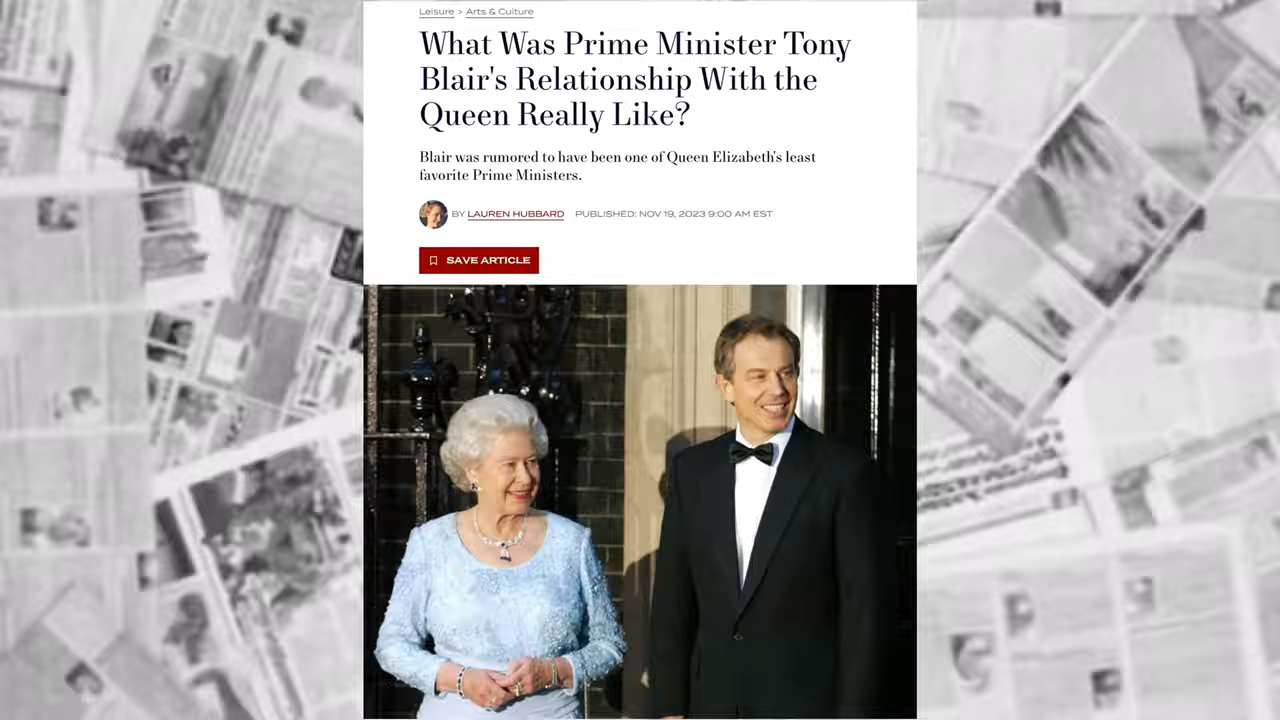 Leisure > Arts & Culture
What Was Prime Minister Tony
Blair's Relationship With the
Queen Really Like?
Blair was rumored to have been one of Queen Elizabeth's least
favorite Prime Ministers.
BY LAUREN HUBBARD PUBLISHED: NOV 19, 2023 9:00 AM EST
SAVE ARTICLE